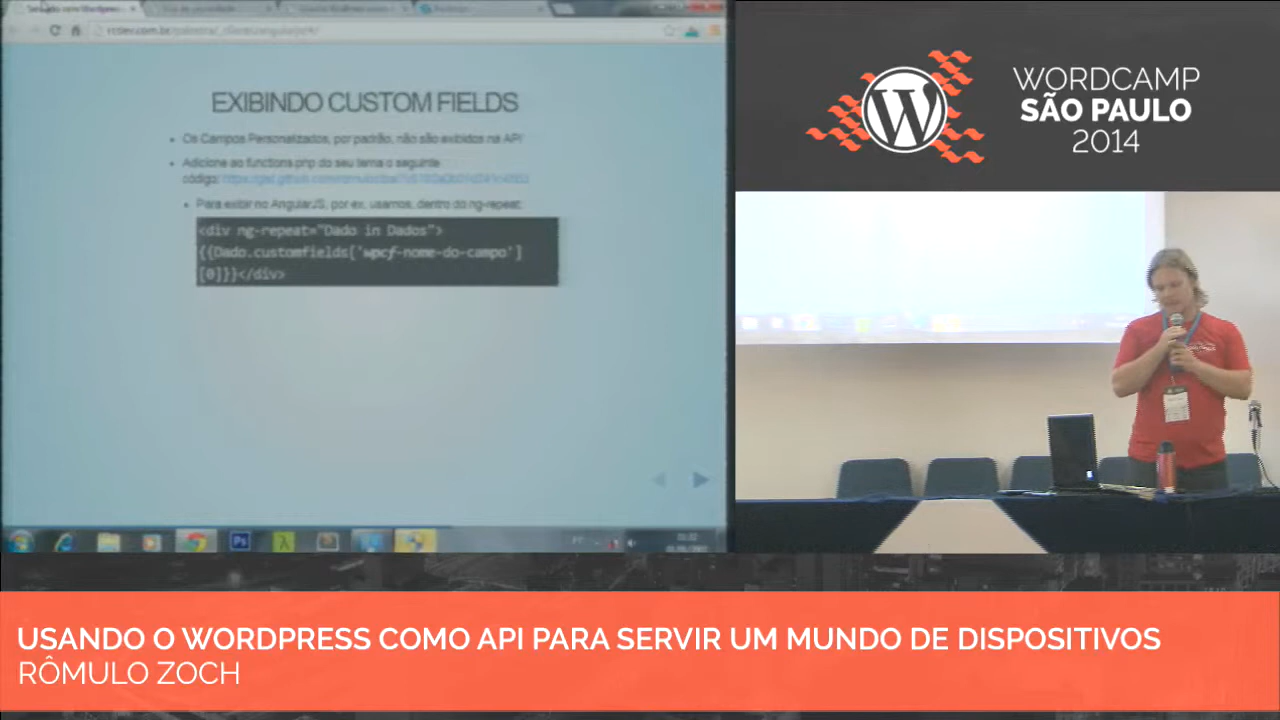 EXIBINDO CUSTOM FIELDS
Os Campos Personalizados, por padrão, não são exibidos na API
Adicione ao functions.php do seu tema o seguinte
código:
Para exibir no AngularJS, por ex, usamos, dentro do ng-repeat:
<div ng-repeat="Dado in Dados">
{{Dado.customfields['wpcf-nome-do-campo']
[0]}}</div>
WORDCAMP
SÃO PAULO
2014
USANDO O WORDPRESS COMO API PARA SERVIR UM MUNDO DE DISPOSITIVOS
RÔMULO ZOCH